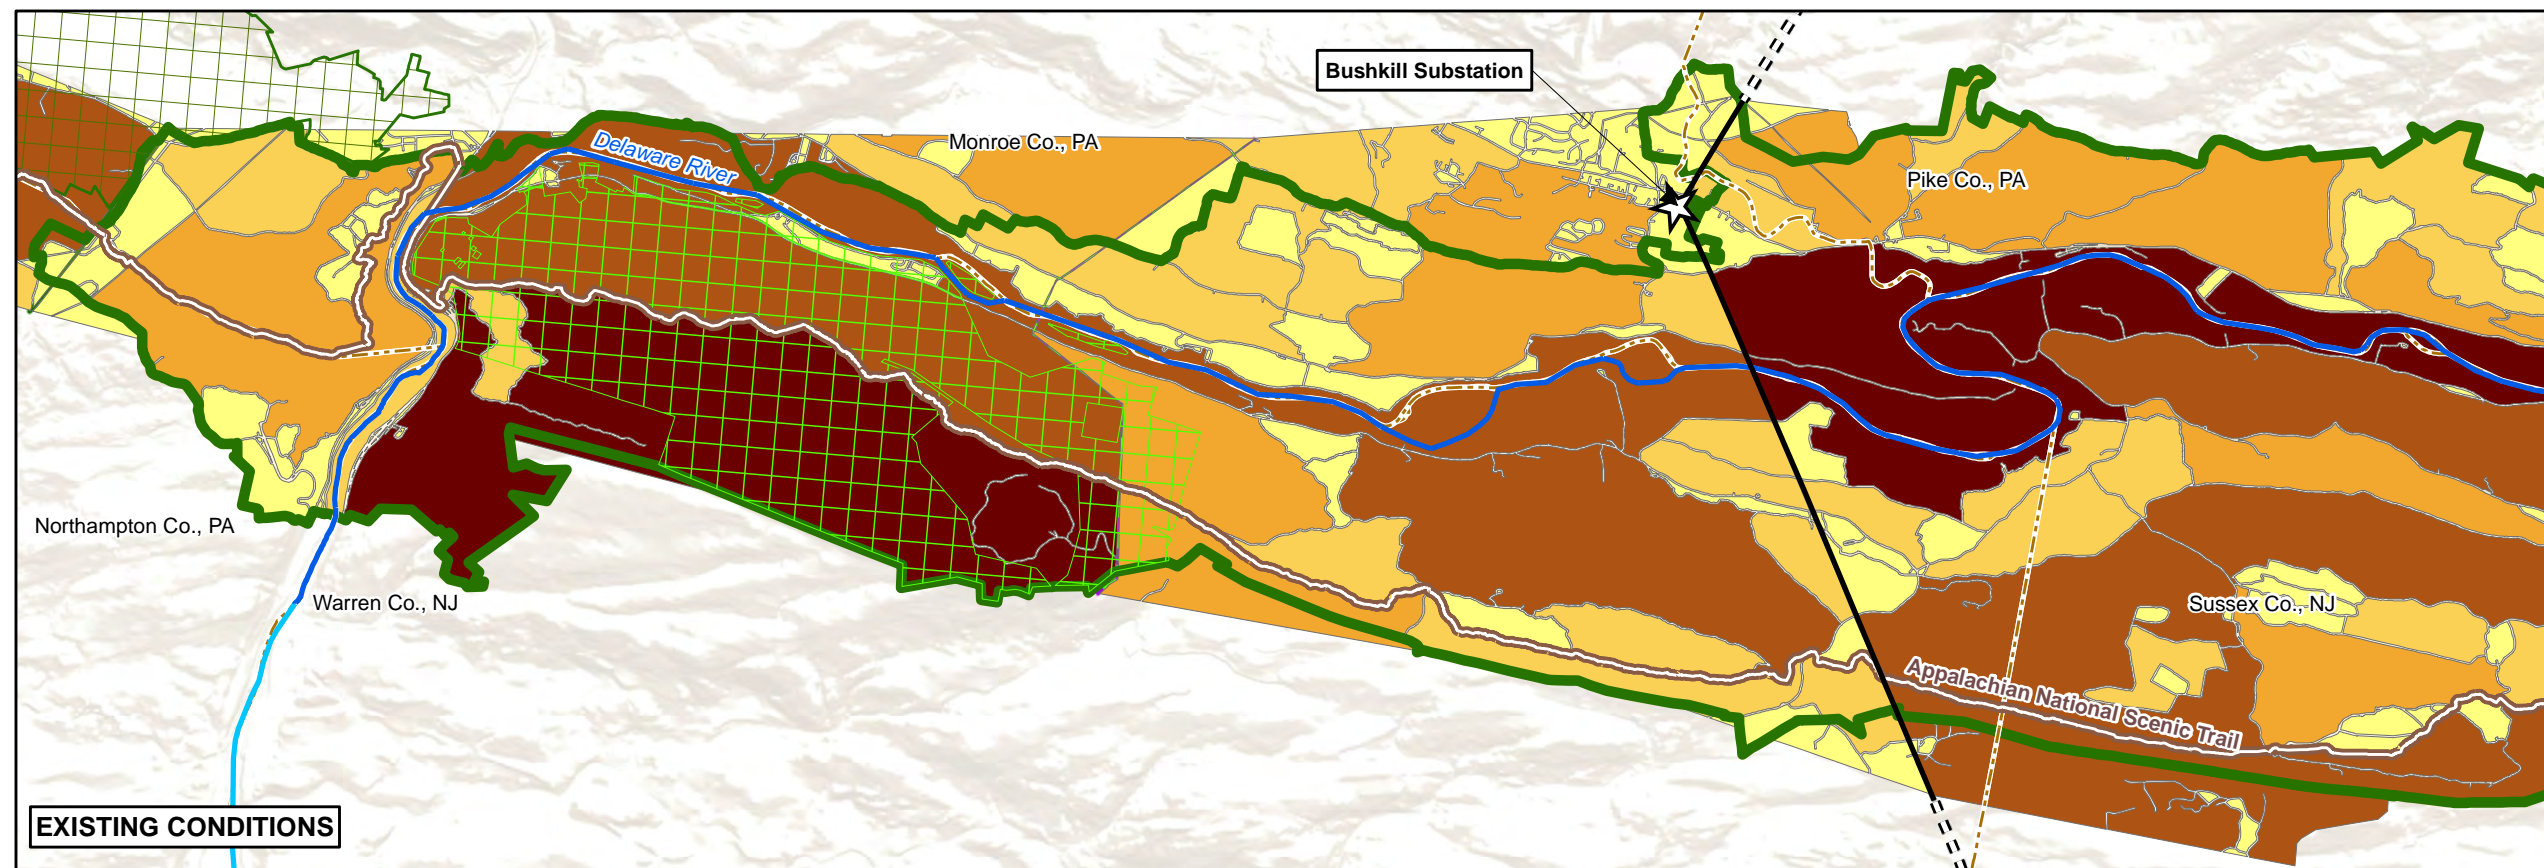 Bushkill Substation
Delaware River
Monroe Co., PA
Pike Co., PA
Northampton Co., PA
Warren Co., NJ
Sussex Co., NJ
Appalachian National Scenic Trail
EXISTING CONDITIONS